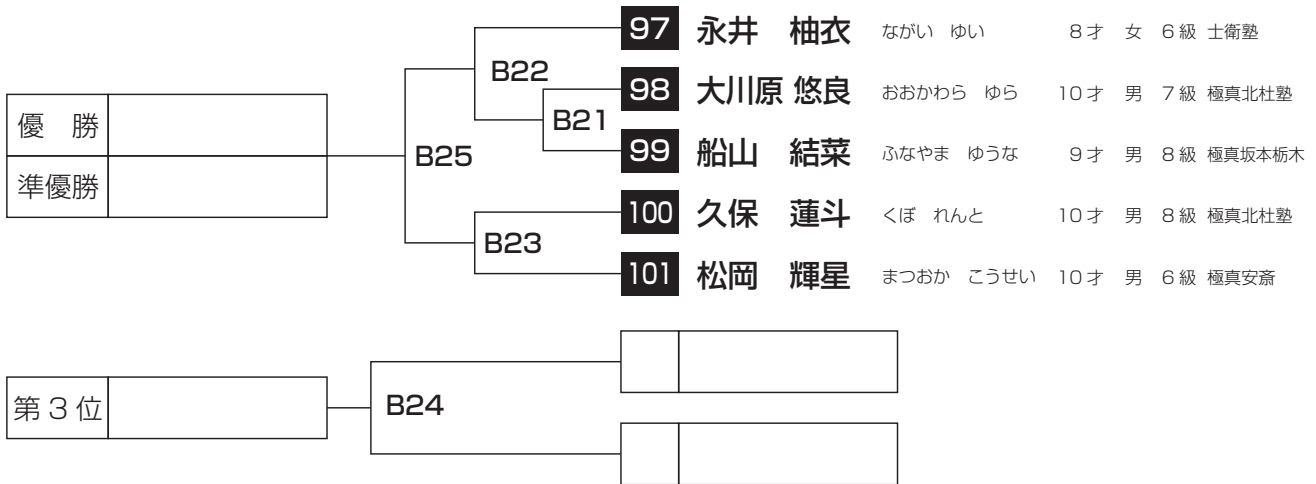 97 永井　柚衣 ながい ゆい 8才 女 6級 士衛塾
B22
98 大川原 悠良 おおかわら ゆら 10才 男 7級 極真北杜塾
優　勝
B21
B25
99 船山　結菜 ふなやま ゆうな 9才 男 8級 極真坂本栃木
準優勝
100 久保　蓮斗 くぼ れんと 10才 男 8級 極真北杜塾
B23
101 松岡　輝星 まつおか こうせい 10才 男 6級 極真安斎
第3位
B24